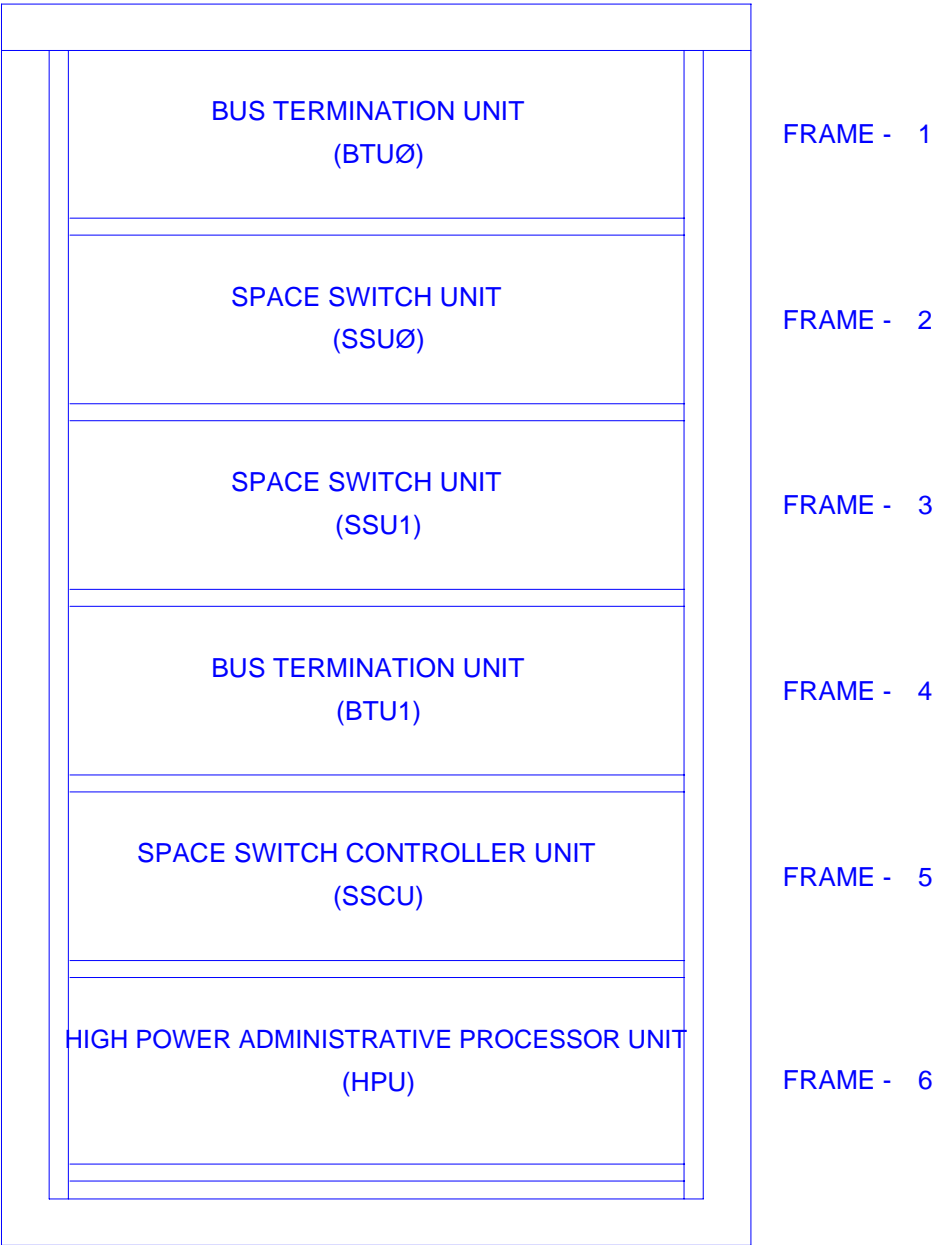 BUS TERMINATION UNIT
(BTUØ)
FRAME - 1
SPACE SWITCH UNIT
(SSUØ)
FRAME - 2
SPACE SWITCH UNIT
(SSU1)
FRAME - 3
BUS TERMINATION UNIT
(BTU1)
FRAME - 4
SPACE SWITCH CONTROLLER UNIT
(SSCU)
FRAME - 5
HIGH POWER ADMINISTRATIVE PROCESSOR UNIT
(HPU)
FRAME - 6